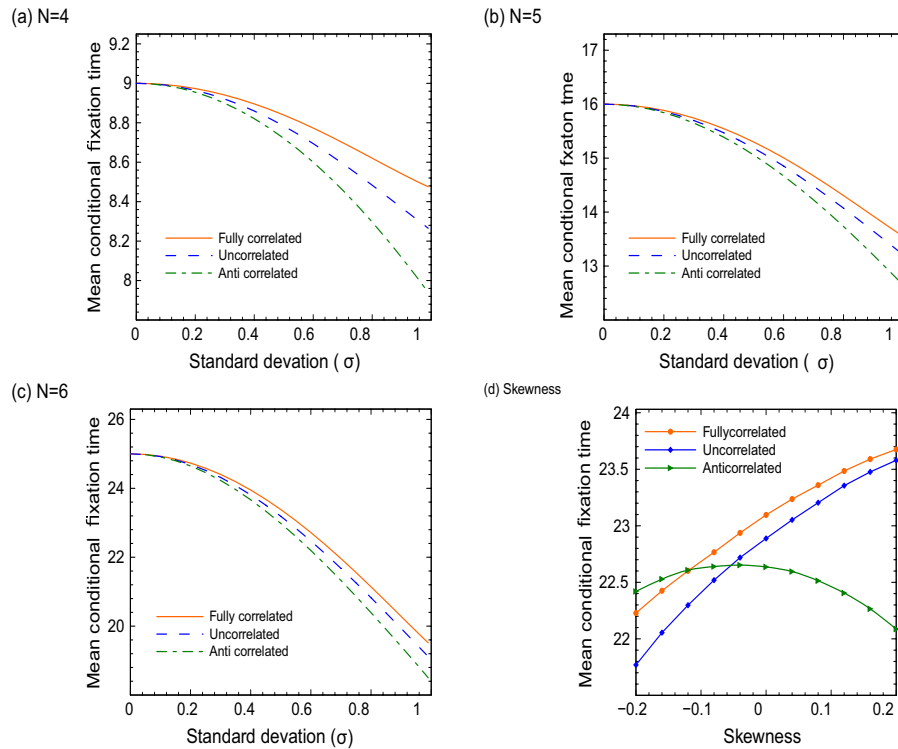 (a) N=4
9.2
9
8.8
8.6
8.4
8.2
8
Mean conditional fixation time
Fully correlated
Uncorrelated
Anti correlated
0
0.2
0.4
0.6
0.8
1
Standard devation ( σ)
(b) N=5
17
16
15
14
13
Mean condtional fxaton tme
Fully correlated
Uncorrelated
Anti correlated
0
0.2
0.4
0.6
0.8
1
Standard devation ( σ)
(c) N=6
26
24
22
20
Mean conditional fixation time
Fully correlated
Uncorrelated
Anti correlated
0
0.2
0.4
0.6
0.8
1
Standard devation (σ)
(d) Skewness
23.5
23
22.5
22
23
Mean conditional fixation time
Fullycorrelated
Uncorrelated
Anticorrelated
−0.2
−0.1
0
0.1
0.2
Skewness